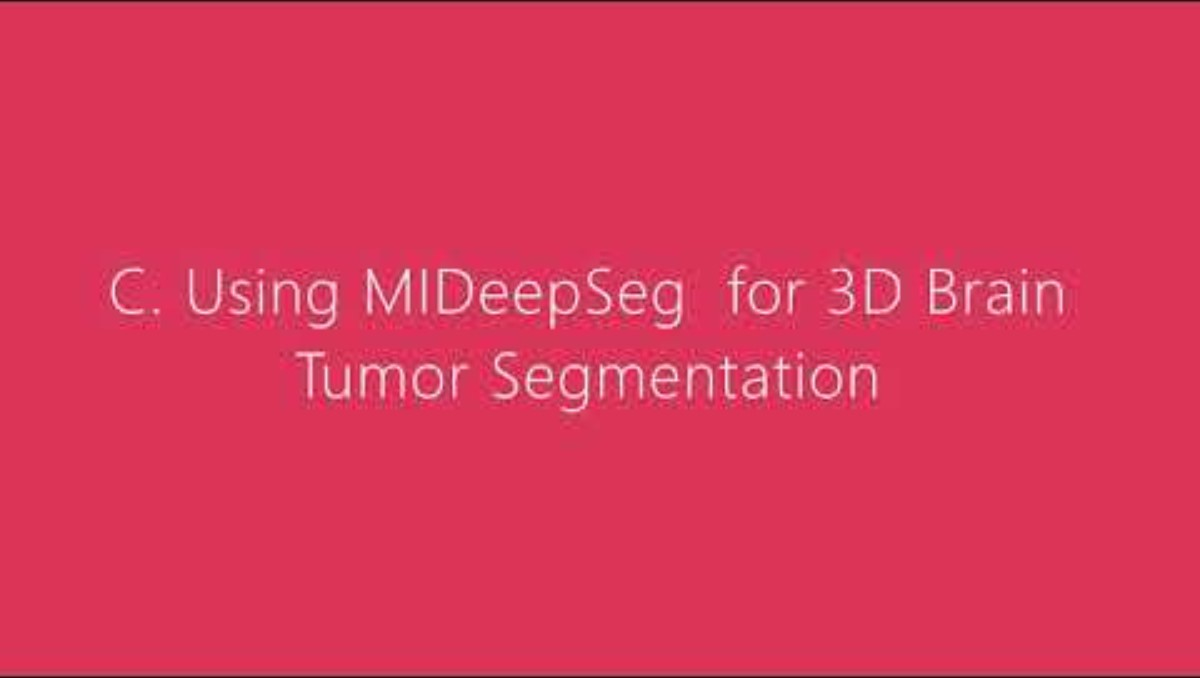 C. Using MIDeepSeg for 3D Brain
Tumor Segmentation